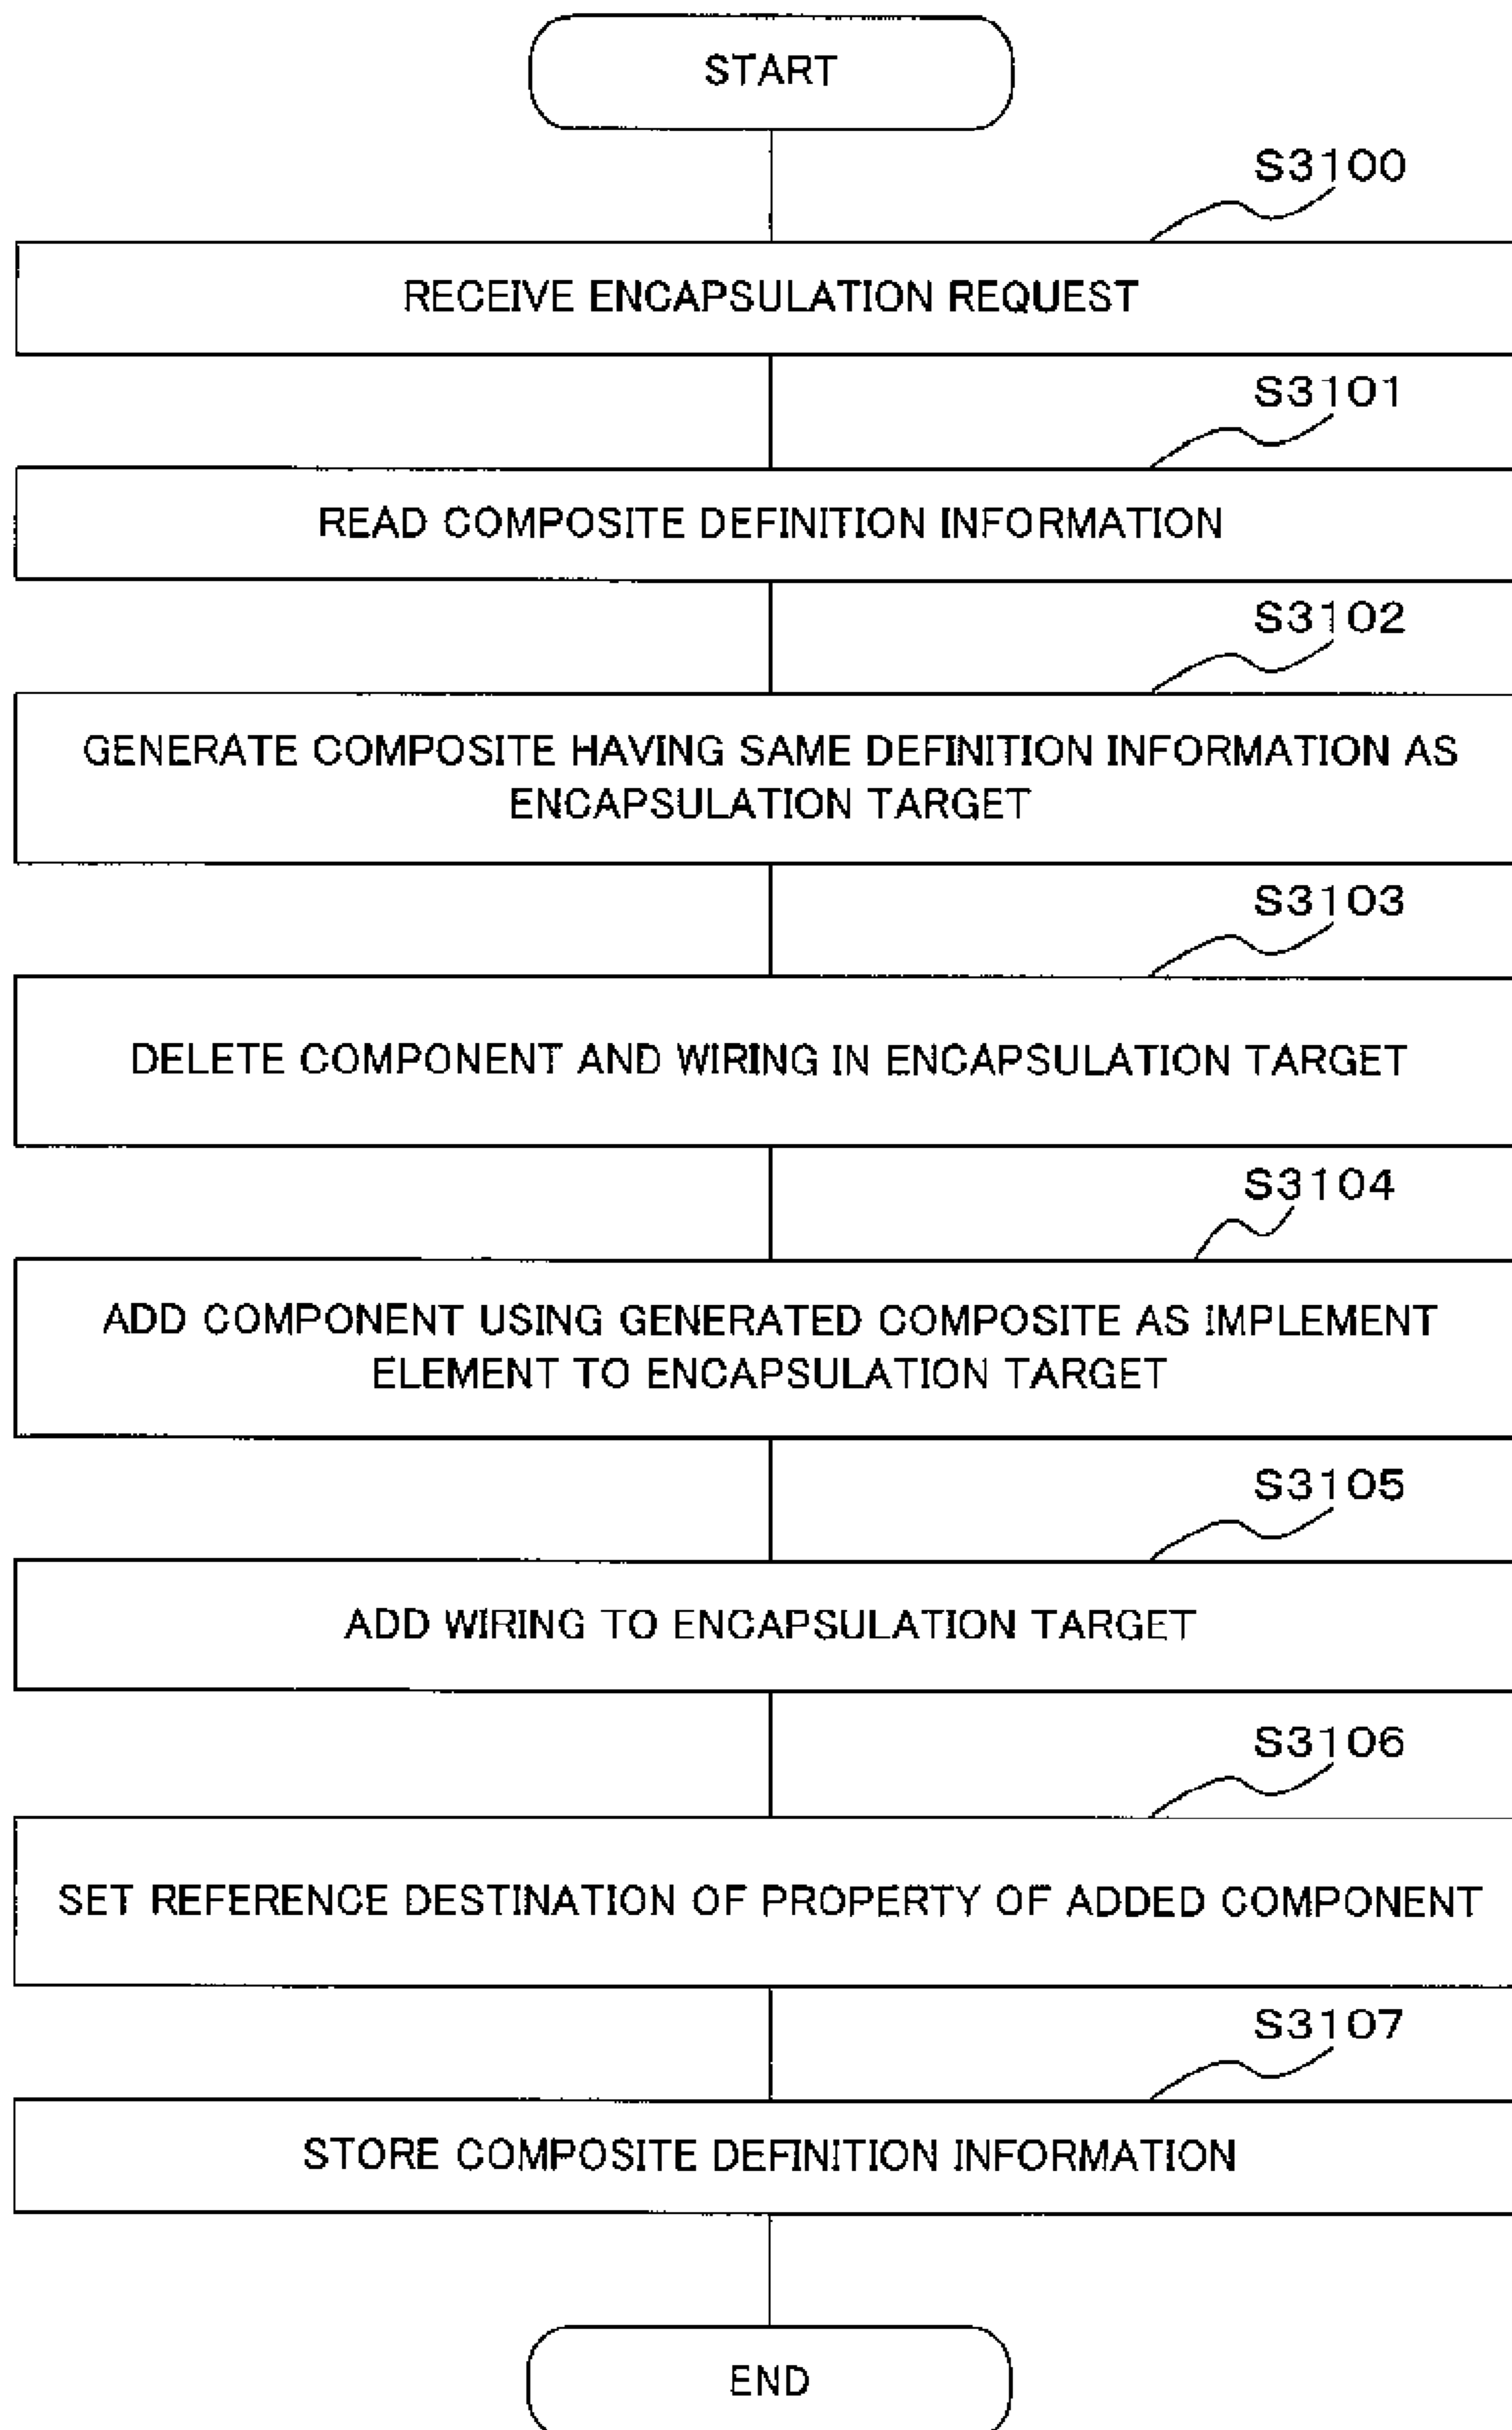 START
S3100
RECEIVE ENCAPSULATION REQUEST
S3101
READ COMPOSITE DEFINITION INFORMATION
S3102
GENERATE COMPOSITE HAVING SAME DEFINITION INFORMATION AS
ENCAPSULATION TARGET
S3103
DELETE COMPONENT AND WIRING IN ENCAPSULATION TARGET
S3104
ADD COMPONENT USING GENERATED COMPOSITE AS IMPLEMENT
ELEMENT TO ENCAPSULATION TARGET
S3105
ADD WIRING TO ENCAPSULATION TARGET
S3106
SET REFERENCE DESTINATION OF PROPERTY OF ADDED COMPONENT
S3107
STORE COMPOSITE DEFINITION INFORMATION
END